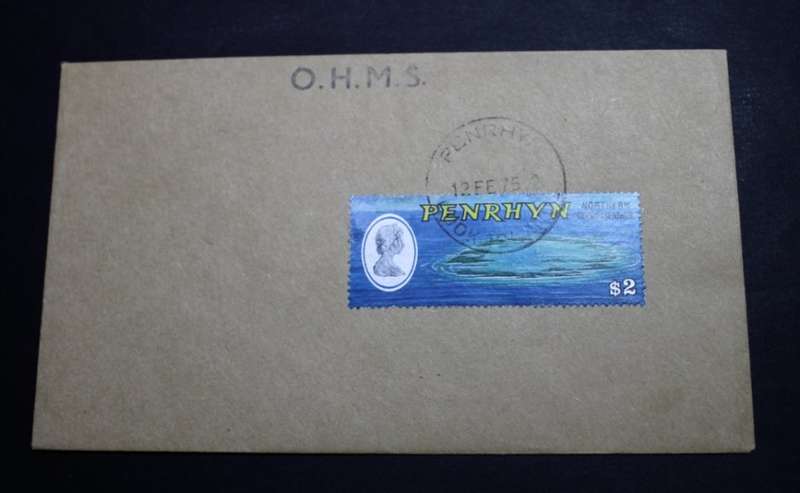 O.H.M.S.
PENRHY
12 FE 75
PENRHYN
NORTHERN
$2